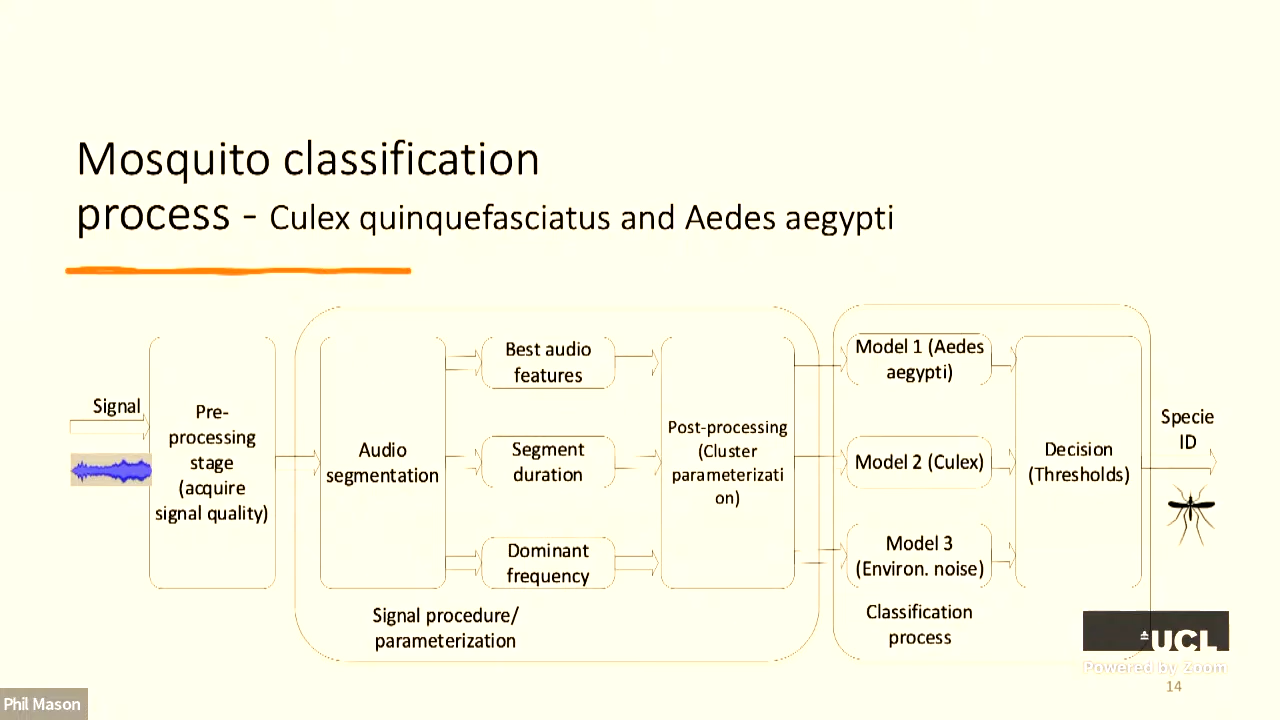 Mosquito classification
process - Culex quinquefasciatus and Aedes aegypti
Signal
Pre-
processing
stage
(acquire
signal quality)
Audio
segmentation
Best audio
features
Segment
duration
Dominant
frequency
Post-processing
(Cluster
parameterizati
on)
Signal procedure/
parameterization
Model 1 (Aedes
aegypti)
Model 2 (Culex)
Model 3
(Environ. noise)
Decision
(Thresholds)
Classification
process
Specie
ID
UCL
Powered by Zoom
14
Phil Mason